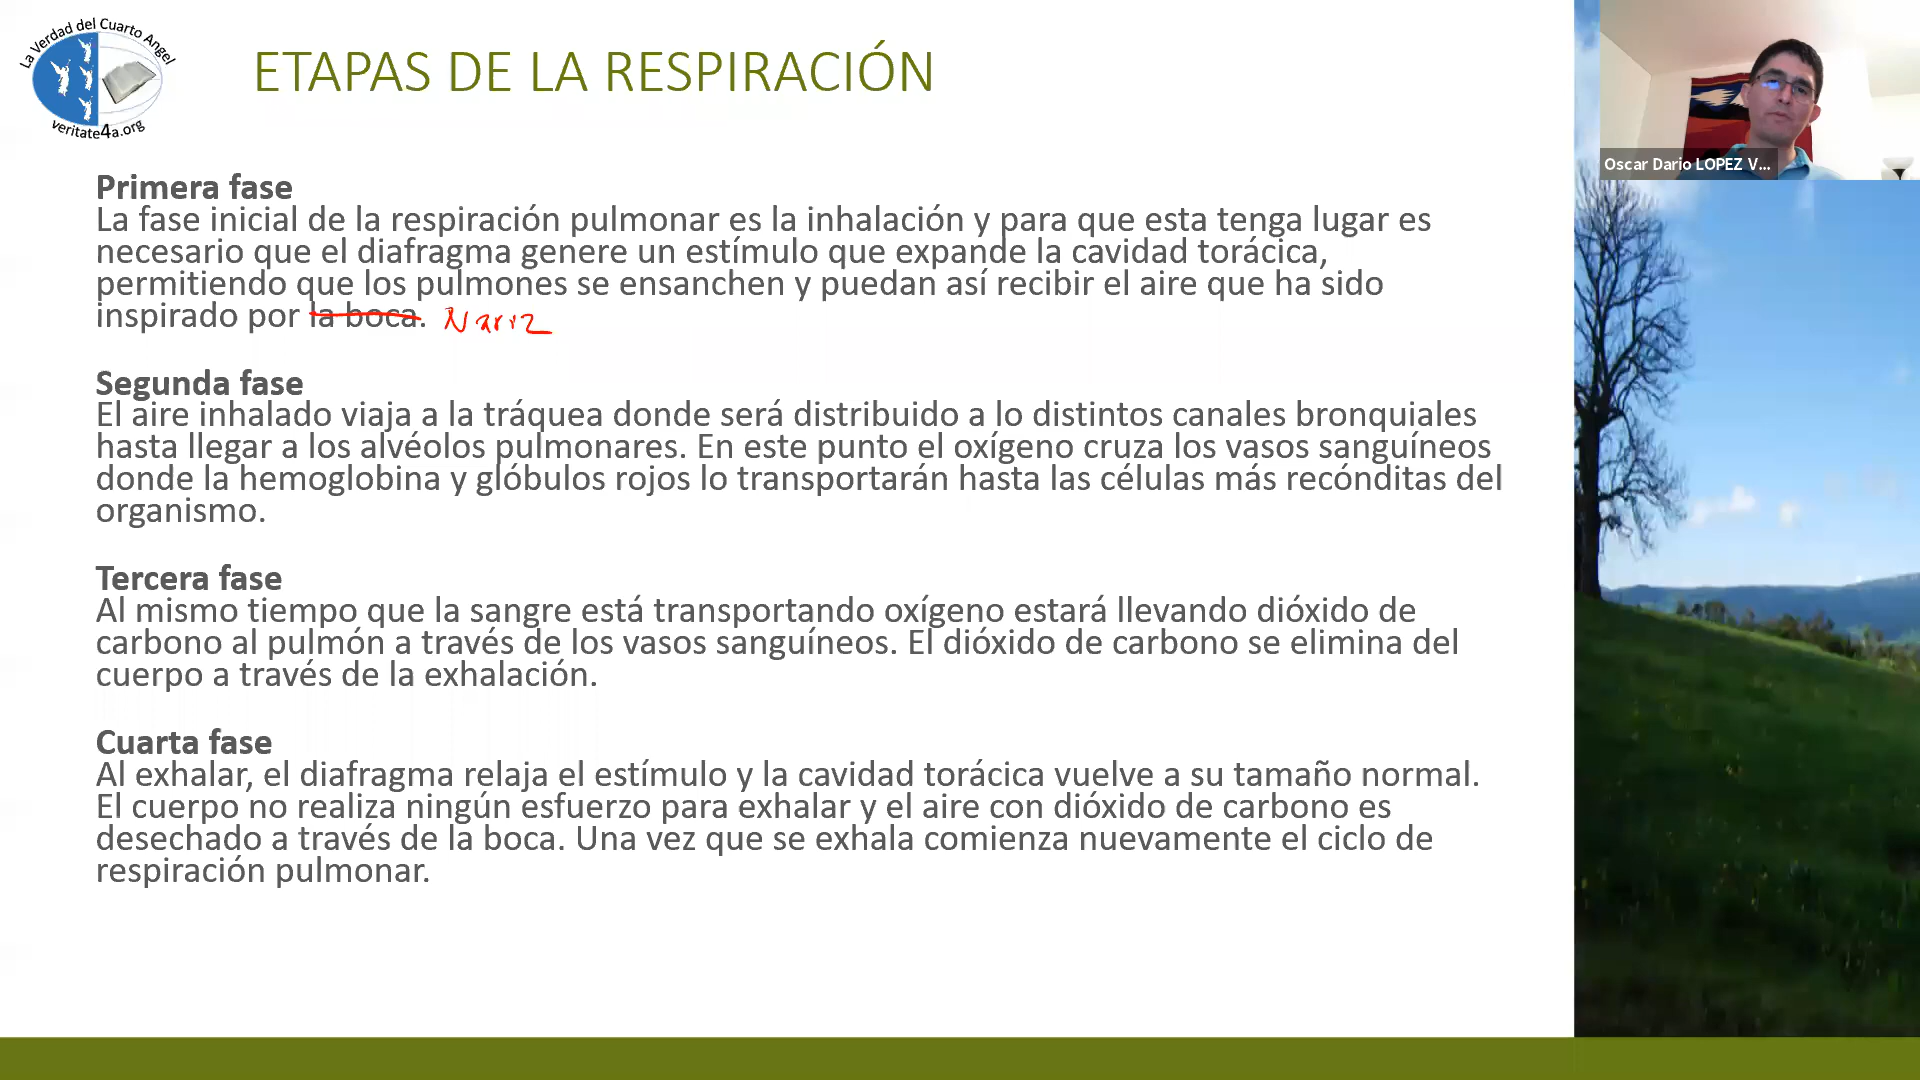 La Verdad del Cuarto Angel
veritate4a.org
ETAPAS DE LA RESPIRACIÓN
Oscar Dario LOPEZ V...
Primera fase
La fase inicial de la respiración pulmonar es la inhalación y para que esta tenga lugar es
necesario que el diafragma genere un estímulo que expande la cavidad torácica,
permitiendo que los pulmones se ensanchen y puedan así recibir el aire que ha sido
inspirado por la boca. Nariz
Segunda fase
El aire inhalado viaja a la tráquea donde será distribuido a lo distintos canales bronquiales
hasta llegar a los alvéolos pulmonares. En este punto el oxígeno cruza los vasos sanguíneos
donde la hemoglobina y glóbulos rojos lo transportarán hasta las células más recónditas del
organismo.
Tercera fase
Al mismo tiempo que la sangre está transportando oxígeno estará llevando dióxido de
carbono al pulmón a través de los vasos sanguíneos. El dióxido de carbono se elimina del
cuerpo a través de la exhalación.
Cuarta fase
Al exhalar, el diafragma relaja el estímulo y la cavidad torácica vuelve a su tamaño normal.
El cuerpo no realiza ningún esfuerzo para exhalar y el aire con dióxido de carbono es
desechado a través de la boca. Una vez que se exhala comienza nuevamente el ciclo de
respiración pulmonar.